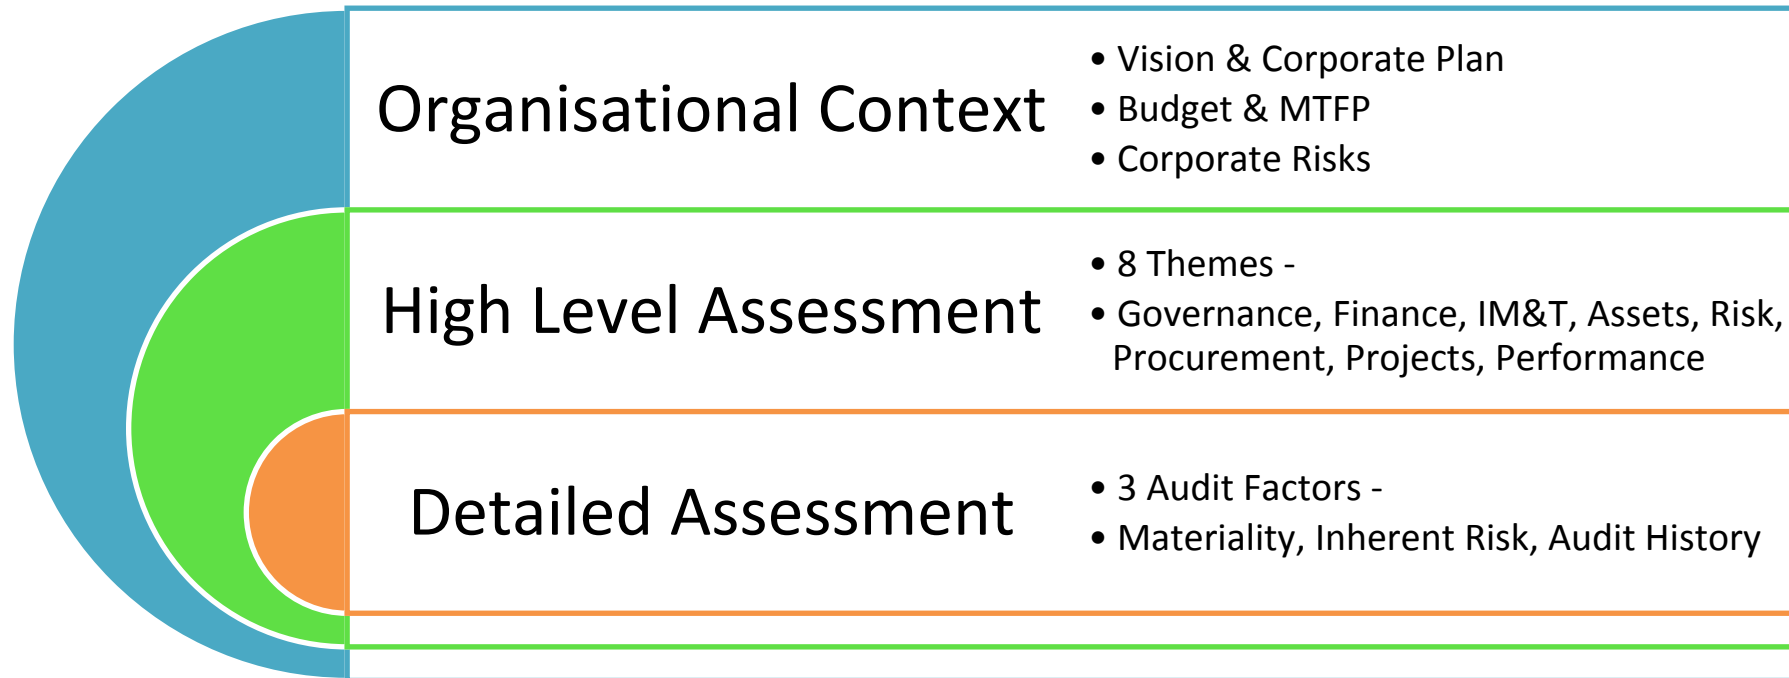 Organisational Context
• Vision & Corporate Plan
• Budget & MTFP
• Corporate Risks
High Level Assessment
• 8 Themes -
• Governance, Finance, IM&T, Assets, Risk,
Procurement, Projects, Performance
Detailed Assessment
• 3 Audit Factors -
• Materiality, Inherent Risk, Audit History